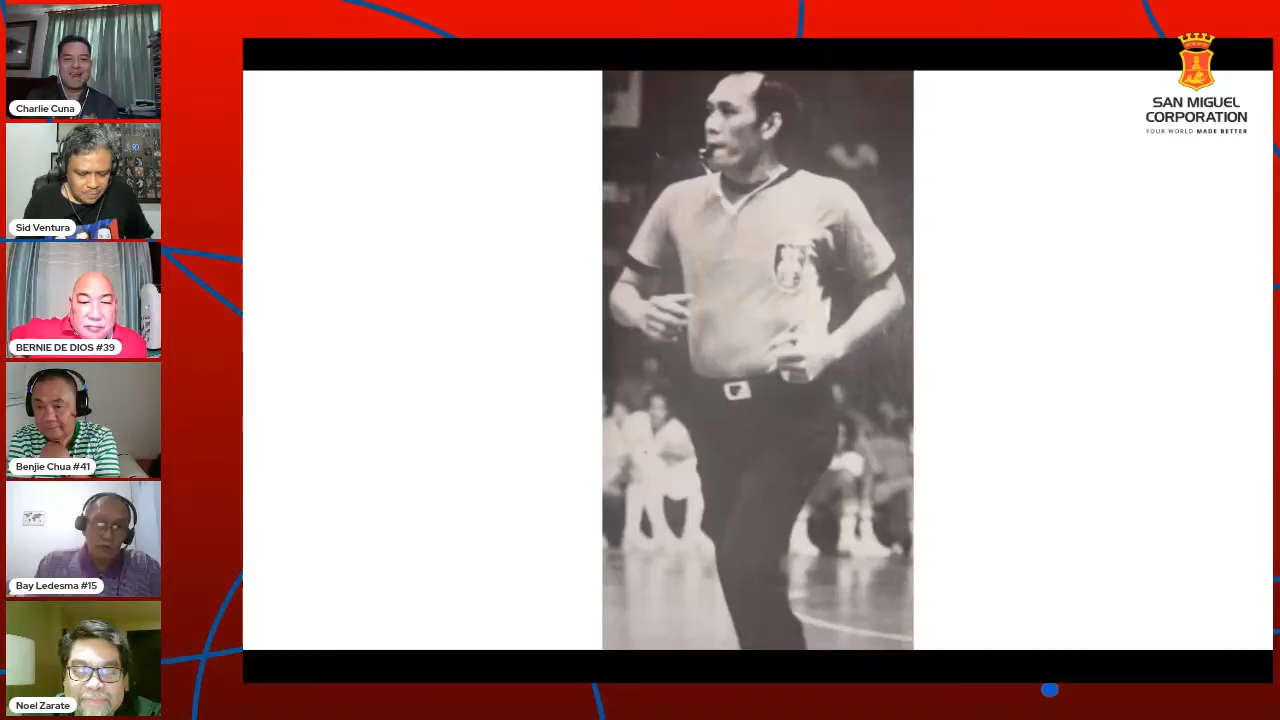 Charlie Cuna
Sid Ventura
BERNIE DE DIOS #39
Benjie Chua #41
Bay Ledesma #15
Noel Zarate
SAN MIGUEL
CORPORATION
YOUR WORLD MADE BETTER